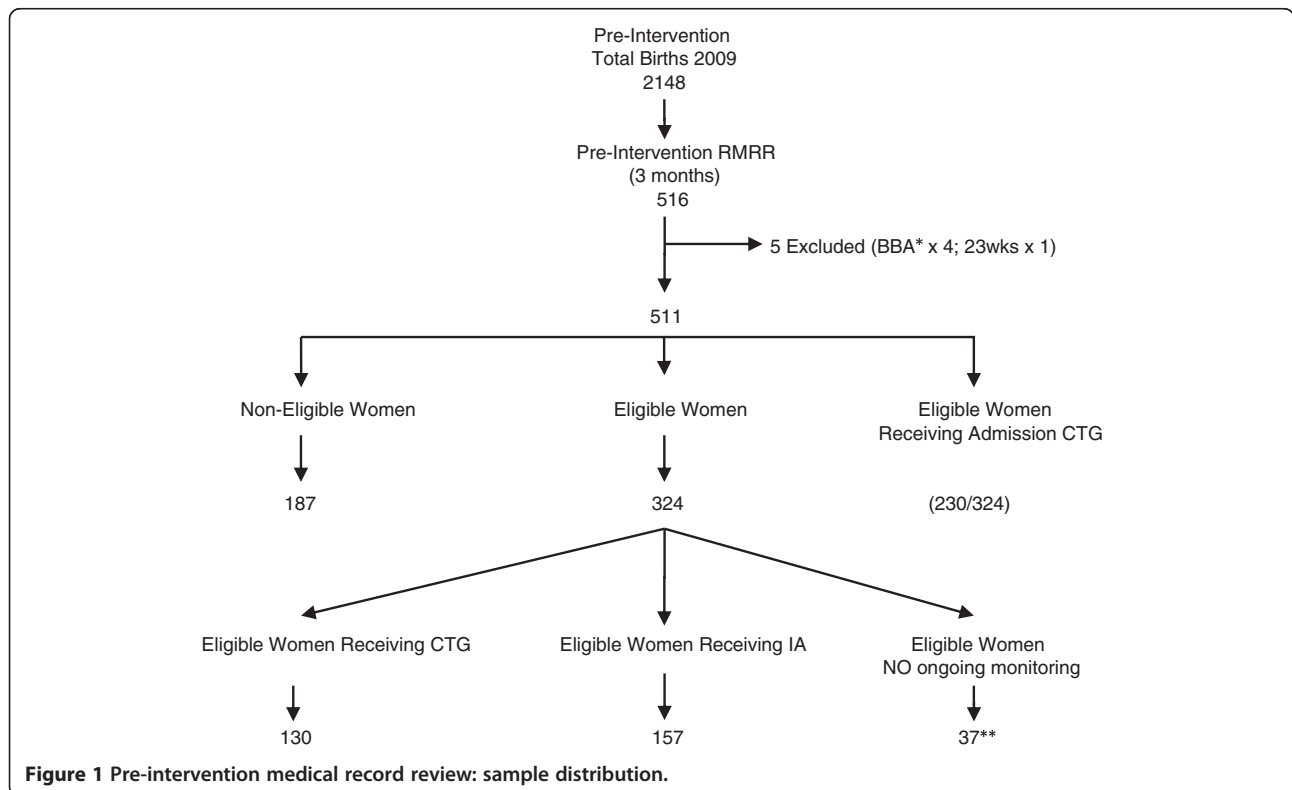 Pre-Intervention
Total Births 2009
2148
Pre-Intervention RMRR
(3 months)
516
5 Excluded (BBA* x 4; 23wks x 1)
511
Non-Eligible Women
Eligible Women
Eligible Women
Receiving Admission CTG
187
324
(230/324)
Eligible Women Receiving CTG
Eligible Women Receiving IA
Eligible Women
NO ongoing monitoring
130
157
37**
Figure 1 Pre-intervention medical record review: sample distribution.